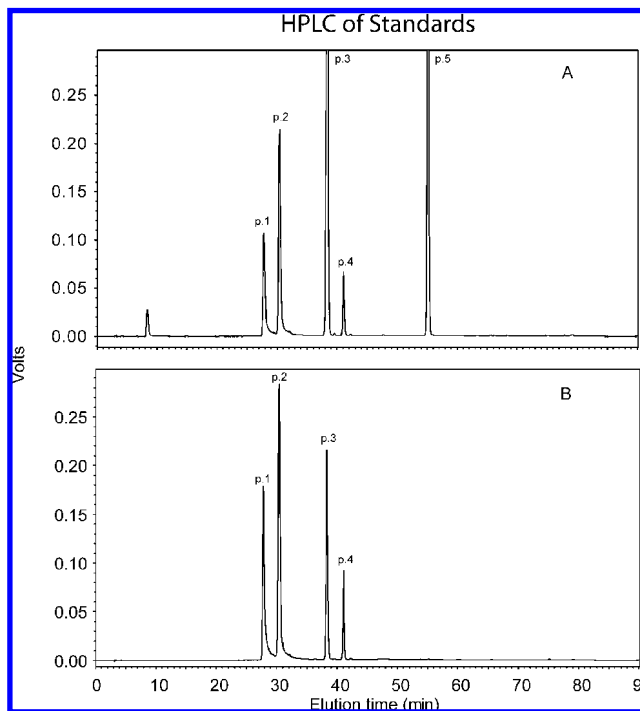 HPLC of Standards
A
p.3
p.5
0.25
p.2
0.20
0.15
p.1
0.10
p.4
0.05
0.00
Volts
B
p.2
0.25
p.3
0.20
p.1
0.15
0.10
p.4
0.05
0.00
0 10 20 30 40 50 60 70 80 9
Elution time (min)